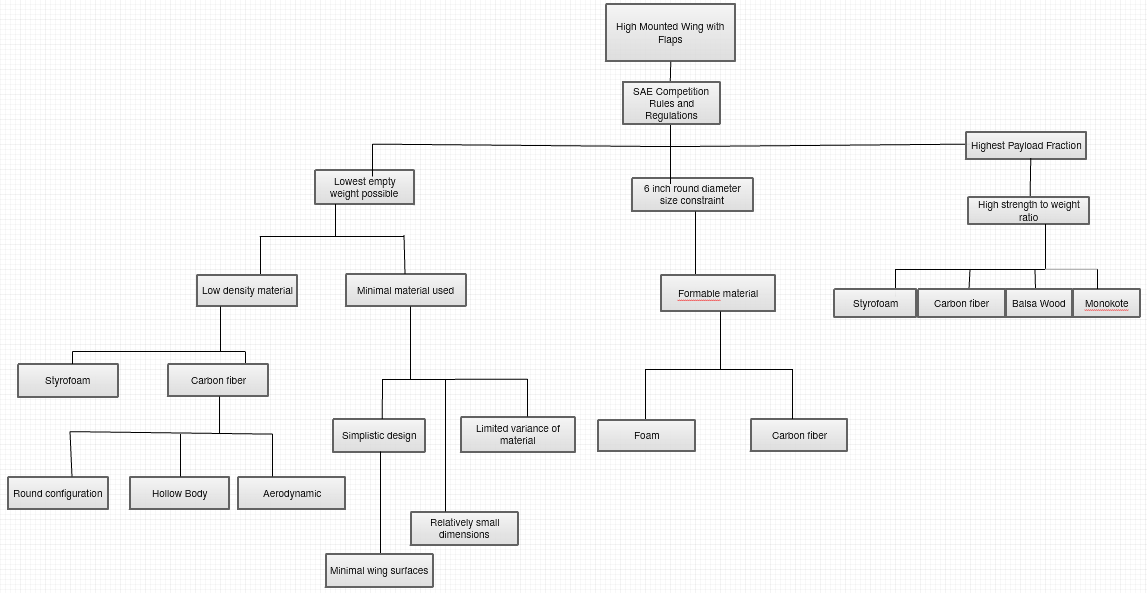 High Mounted Wing with
Flaps
SAE Competition
Rules and
Regulations
Highest Payload Fraction
Lowest empty
weight possible
6 inch round diameter
size constraint
High strength to weight
ratio
Low density material
Minimal material used
Formable material
Styrofoam
Carbon fiber
Balsa Wood
Monokote
Styrofoam
Carbon fiber
Simplistic design
Limited variance of
material
Foam
Carbon fiber
Round configuration
Hollow Body
Aerodynamic
Relatively small
dimensions
Minimal wing surfaces